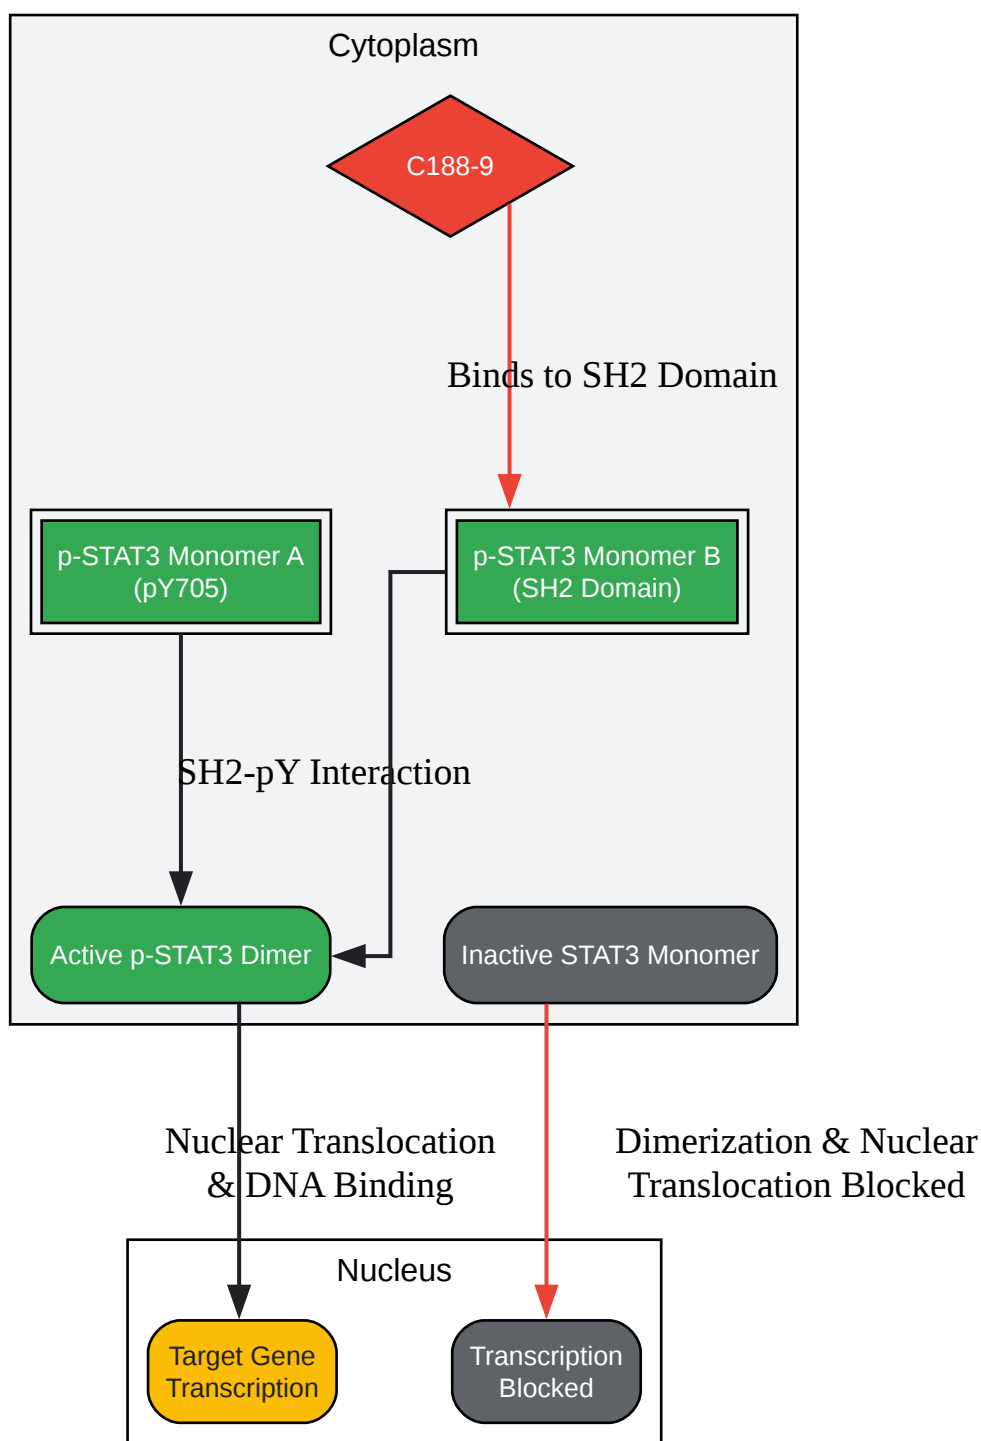 Cytoplasm
C188-9
Binds to SH2 Domain
p-STAT3 Monomer A
(pY705)
p-STAT3 Monomer B
(SH2 Domain)
SH2-pY Interaction
Active p-STAT3 Dimer
Inactive STAT3 Monomer
Nuclear Translocation
& DNA Binding
Dimerization & Nuclear
Translocation Blocked
Nucleus
Target Gene
Transcription
Transcription
Blocked